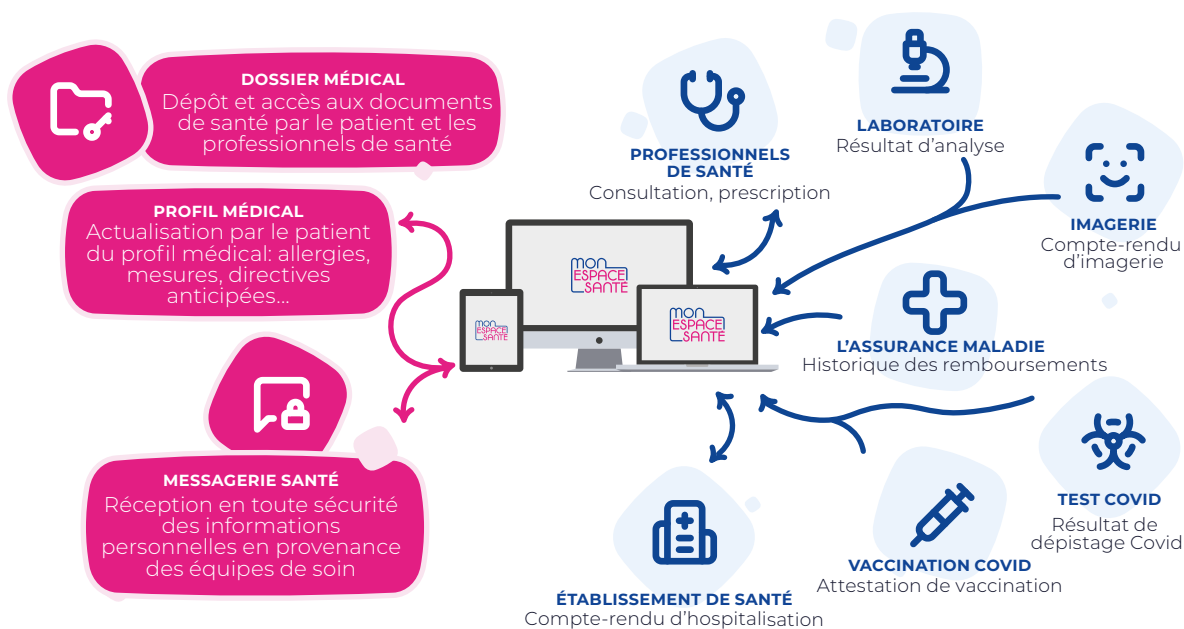 DOSSIER MÉDICAL
Dépôt et accès aux documents
de santé par le patient et les
professionnels de santé
PROFIL MÉDICAL
Actualisation par le patient
du profil médical: allergies,
mesures, directives
anticipées...
MESSAGERIE SANTÉ
Réception en toute sécurité
des informations
personnelles en provenance
des équipes de soin
MON
ESPACE
SANTÉ
MON
ESPACE
SANTÉ
MON
ESPACE
SANTÉ
PROFESSIONNELS
DE SANTÉ
Consultation, prescription
LABORATOIRE
Résultat d’analyse
IMAGERIE
Compte-rendu
d’imagerie
L’ASSURANCE MALADIE
Historique des remboursements
TEST COVID
Résultat de
dépistage Covid
VACCINATION COVID
Attestation de vaccination
ÉTABLISSEMENT DE SANTÉ
Compte-rendu d’hospitalisation